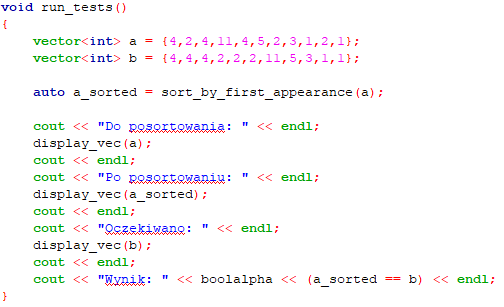 void run_tests()
{
    vector<int> a = {4,2,4,11,4,5,2,3,1,2,1};
    vector<int> b = {4,4,4,2,2,2,11,5,3,1,1};

    auto a_sorted = sort_by_first_appearance(a);

    cout << "Do posortowania: " << endl;
    display_vec(a);
    cout << endl;
    cout << "Po posortowaniu: " << endl;
    display_vec(a_sorted);
    cout << endl;
    cout << "Oczekiwano: " << endl;
    display_vec(b);
    cout << endl;
    cout << "Wynik: " << boolalpha << (a_sorted == b) << endl;
}